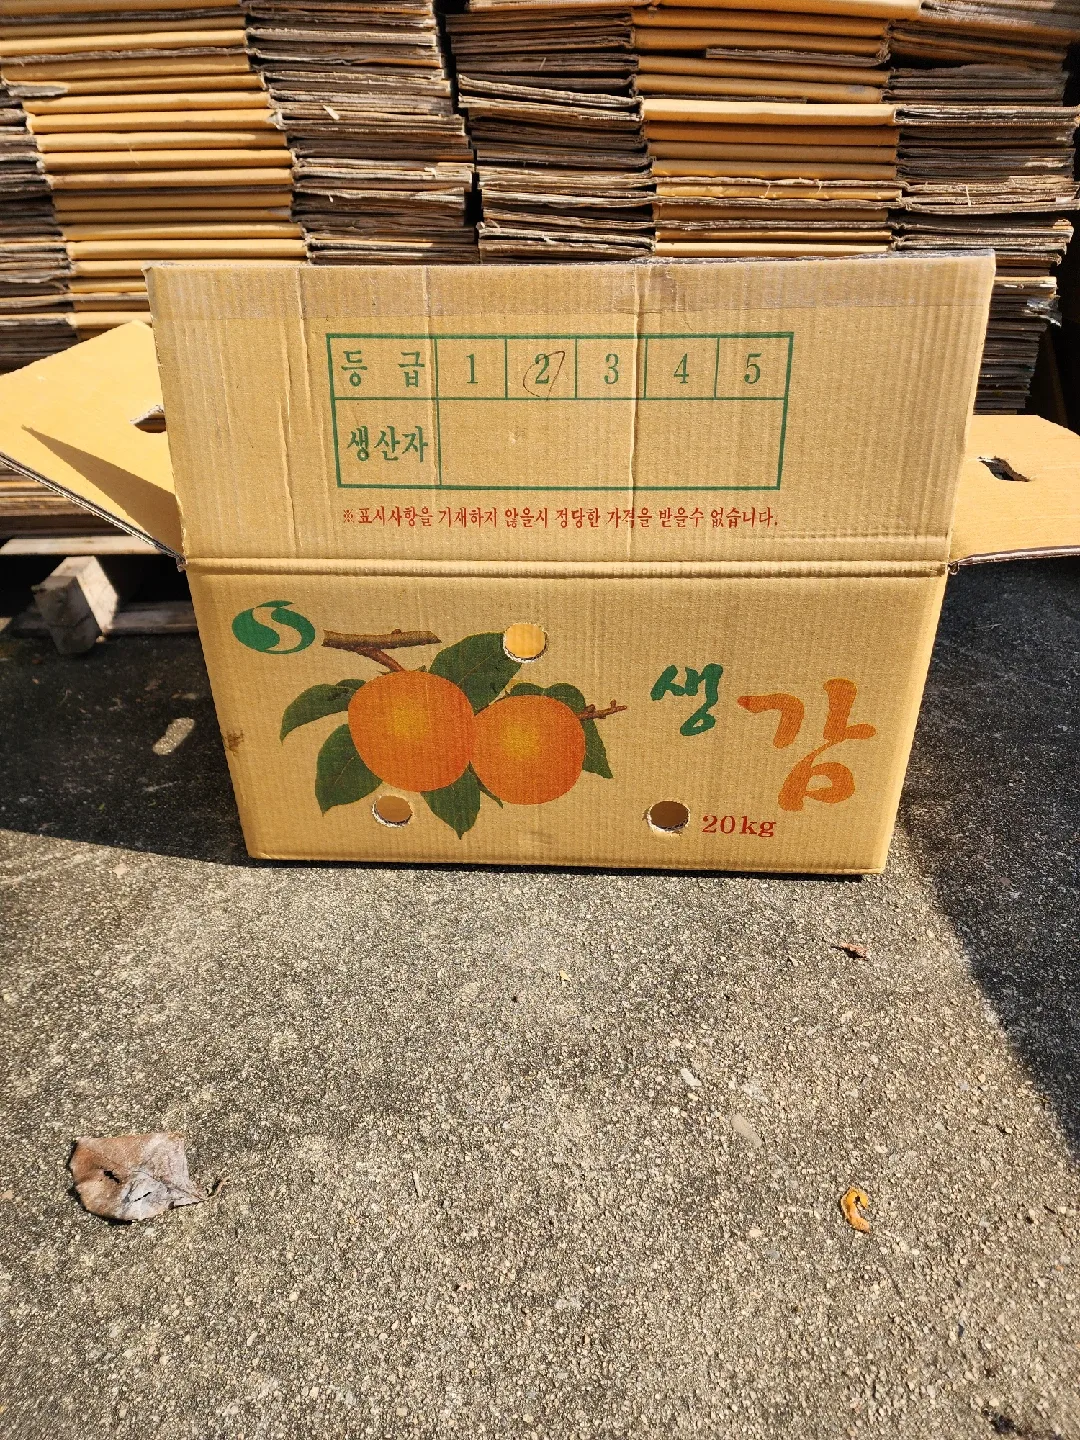 등 급 1 2 3 4 5
생산자
※표시사항을 기재하지 않을시 정당한 가격을 받을수 없습니다.
생감
20kg